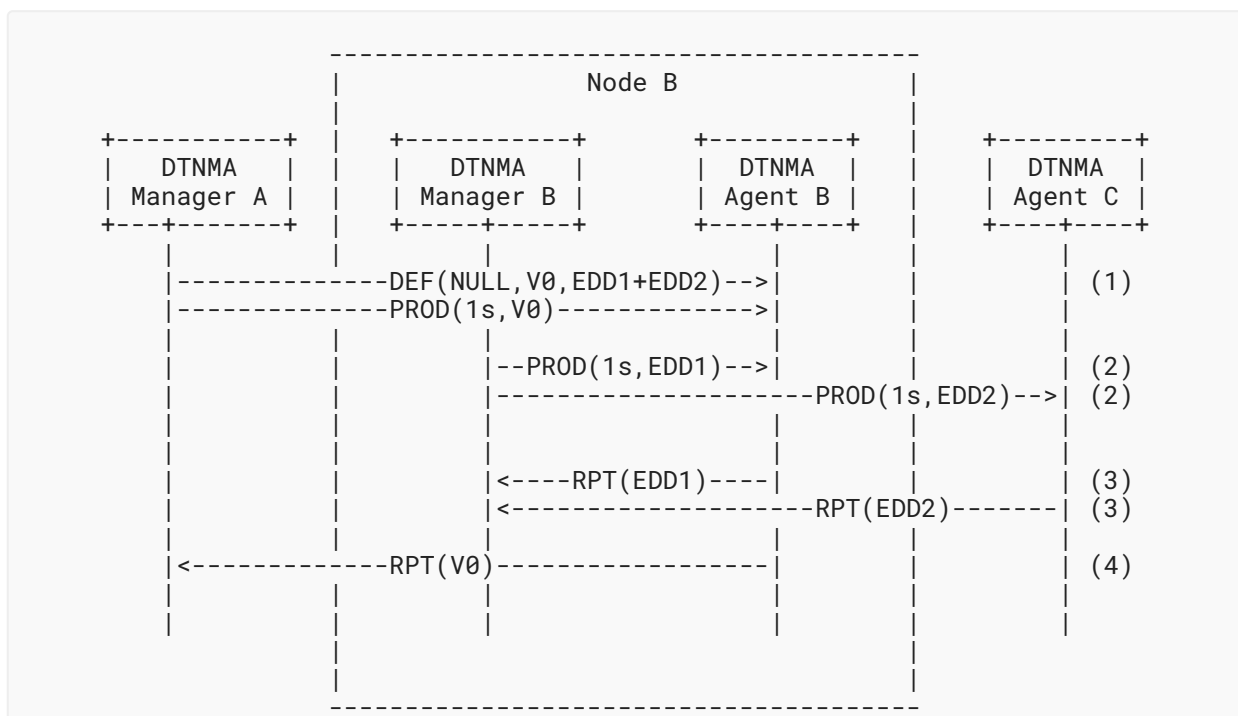 ---------------------------------------
|                Node B               |
|                                     |
+-----------+  |   +-----------+       +---------+   |    +---------+
|   DTNMA   |  |   |   DTNMA   |       |  DTNMA  |   |    |  DTNMA  |
| Manager A |  |   | Manager B |       | Agent B |   |    | Agent C |
+---+-------+  |   +-----+-----+       +----+----+   |    +----+----+
    |          |         |                  |        |         |
    |--------------DEF(NULL,V0,EDD1+EDD2)-->|        |         | (1)
    |--------------PROD(1s,V0)------------->|        |         |
    |          |         |                  |        |         |
    |          |         |--PROD(1s,EDD1)-->|        |         | (2)
    |          |         |---------------------PROD(1s,EDD2)-->| (2)
    |          |         |                  |        |         |
    |          |         |                  |        |         |
    |          |         |<----RPT(EDD1)----|        |         | (3)
    |          |         |<--------------------RPT(EDD2)-------| (3)
    |          |         |                  |        |         |
    |<-------------RPT(V0)------------------|        |         | (4)
    |          |         |                  |        |         |
    |          |         |                  |        |         |
               |                                     |
               |                                     |
               ---------------------------------------